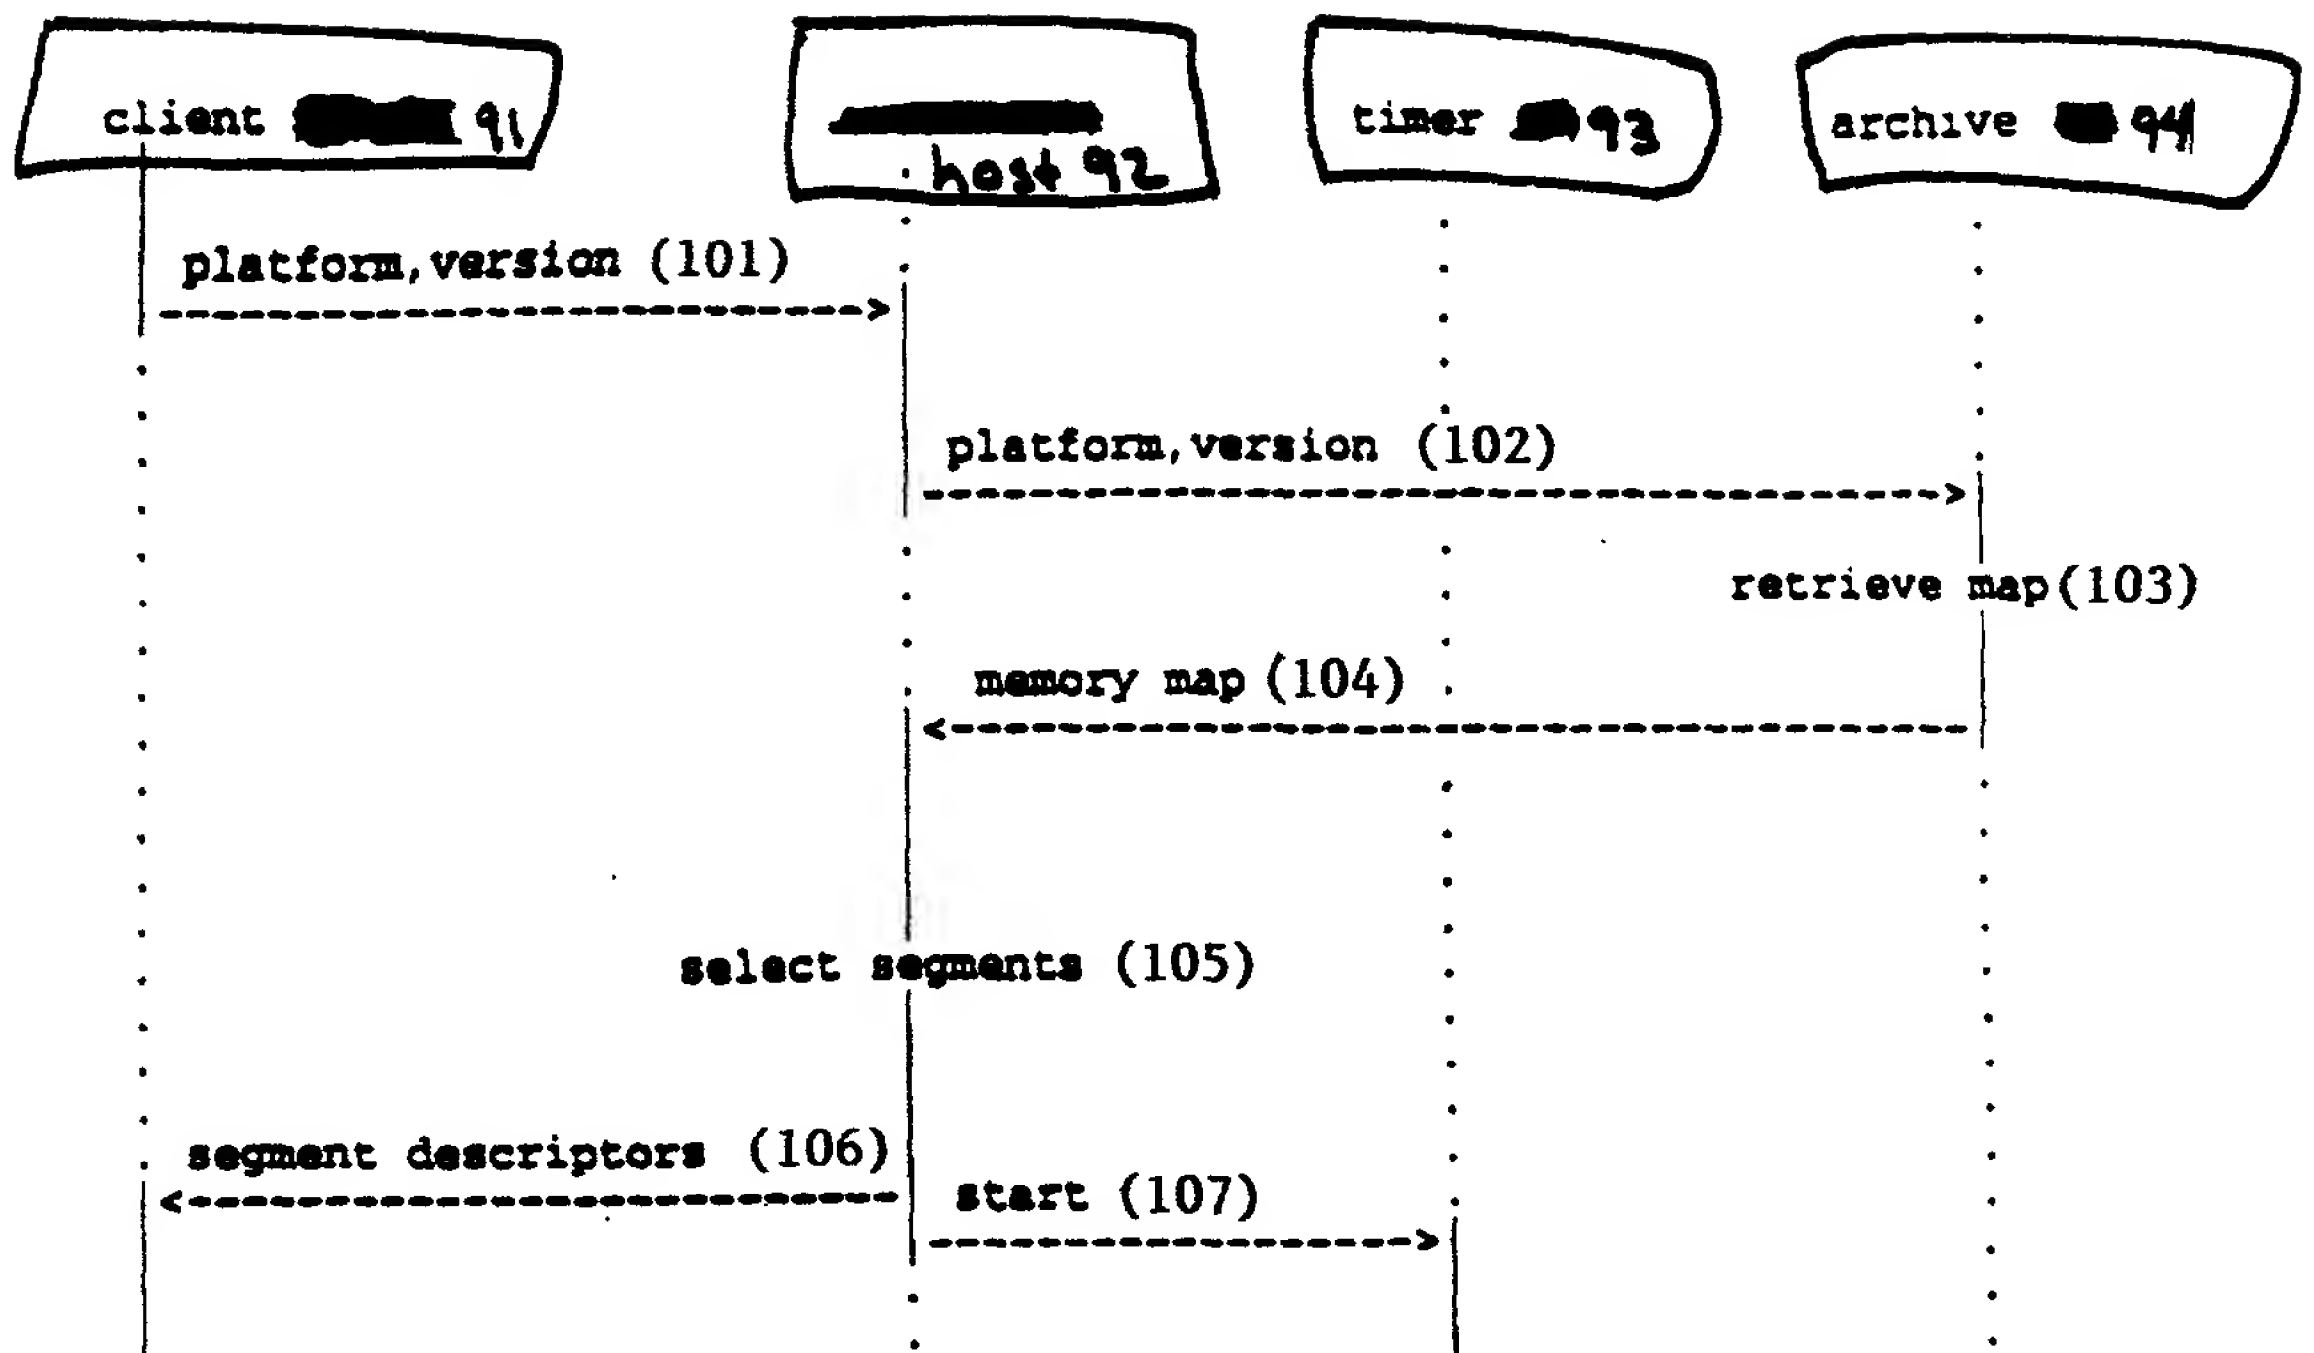 client 91
host 92
timer 93
archive 94
platform,version (101)
platform,version (102)
retrieve map(103)
memory map (104)
select segments (105)
segment descriptors (106)
start (107)